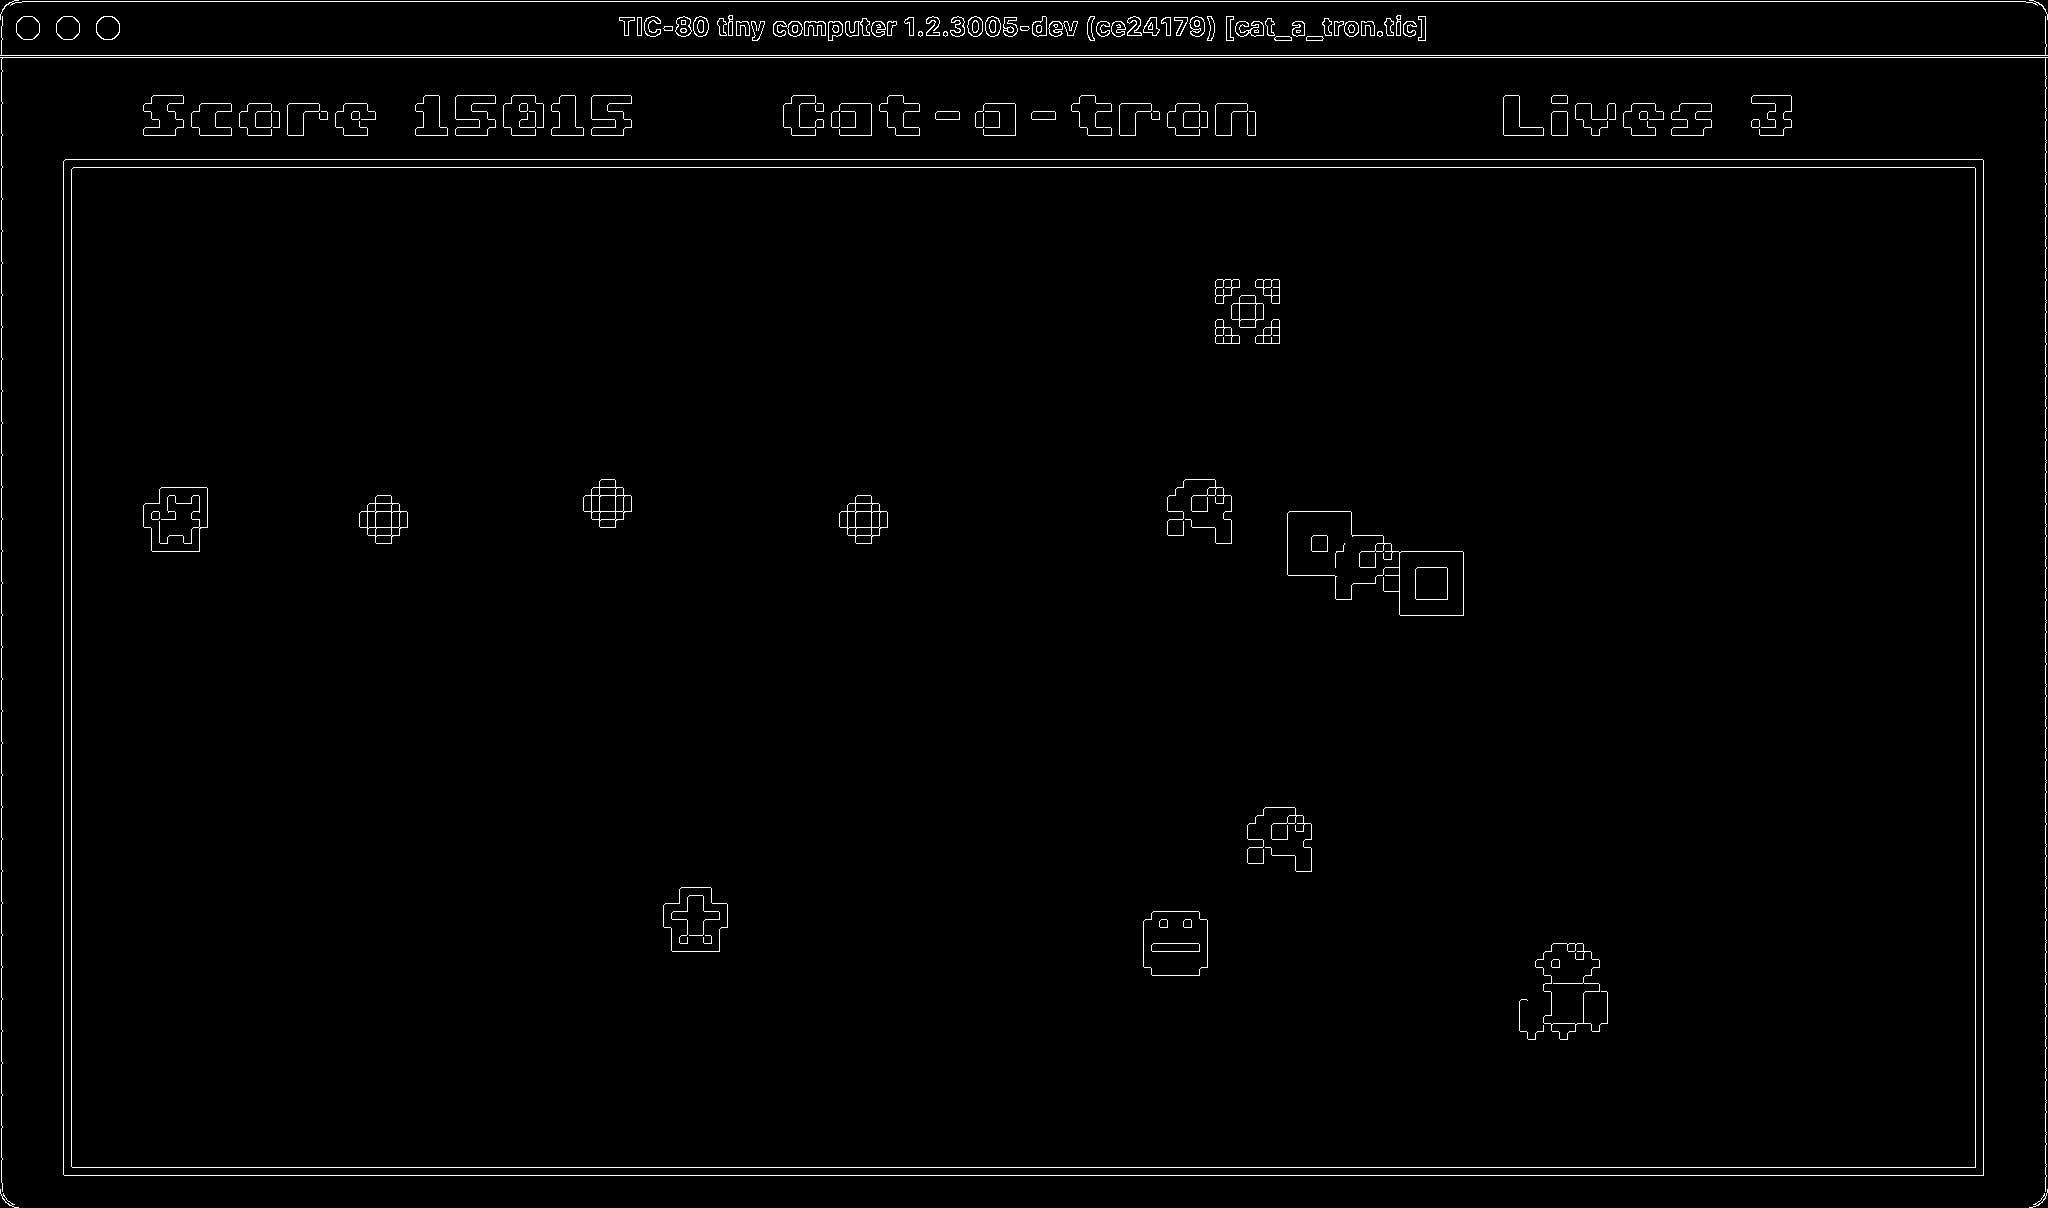 TIC-80 tiny computer 1.2.3005-dev (ce24179) [cat_a_tron.tic]
Score 15015 Cat-a-tron Lives 3